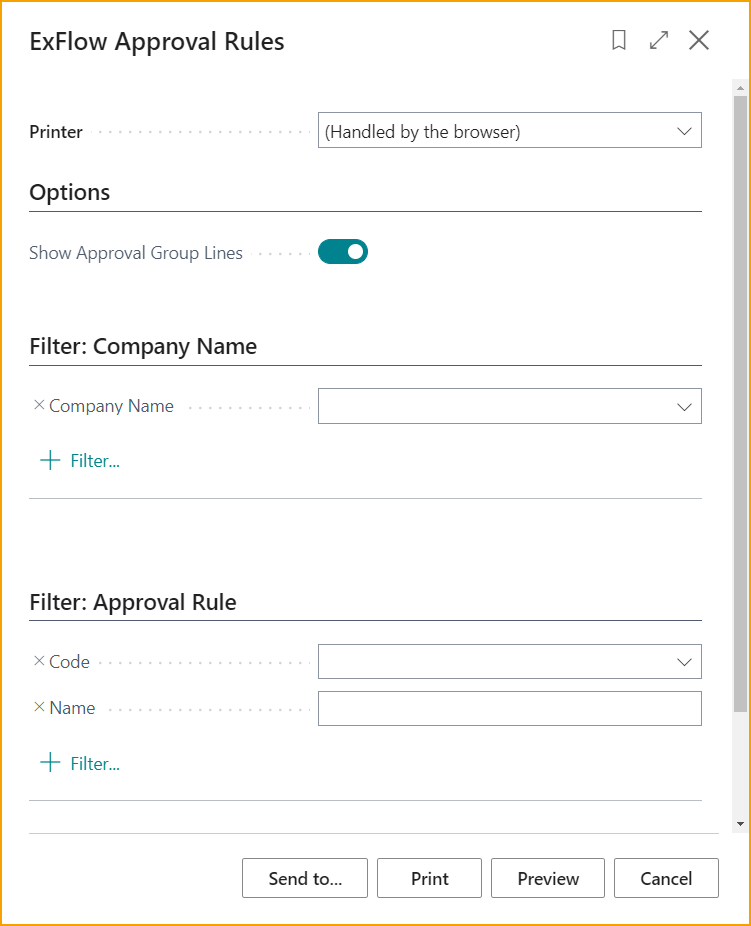 ExFlow Approval Rules
Printer (Handled by the browser)
Options
Show Approval Group Lines
Filter: Company Name
Company Name
Filter...
Filter: Approval Rule
Code
Name
Filter...
Send to... Print Preview Cancel